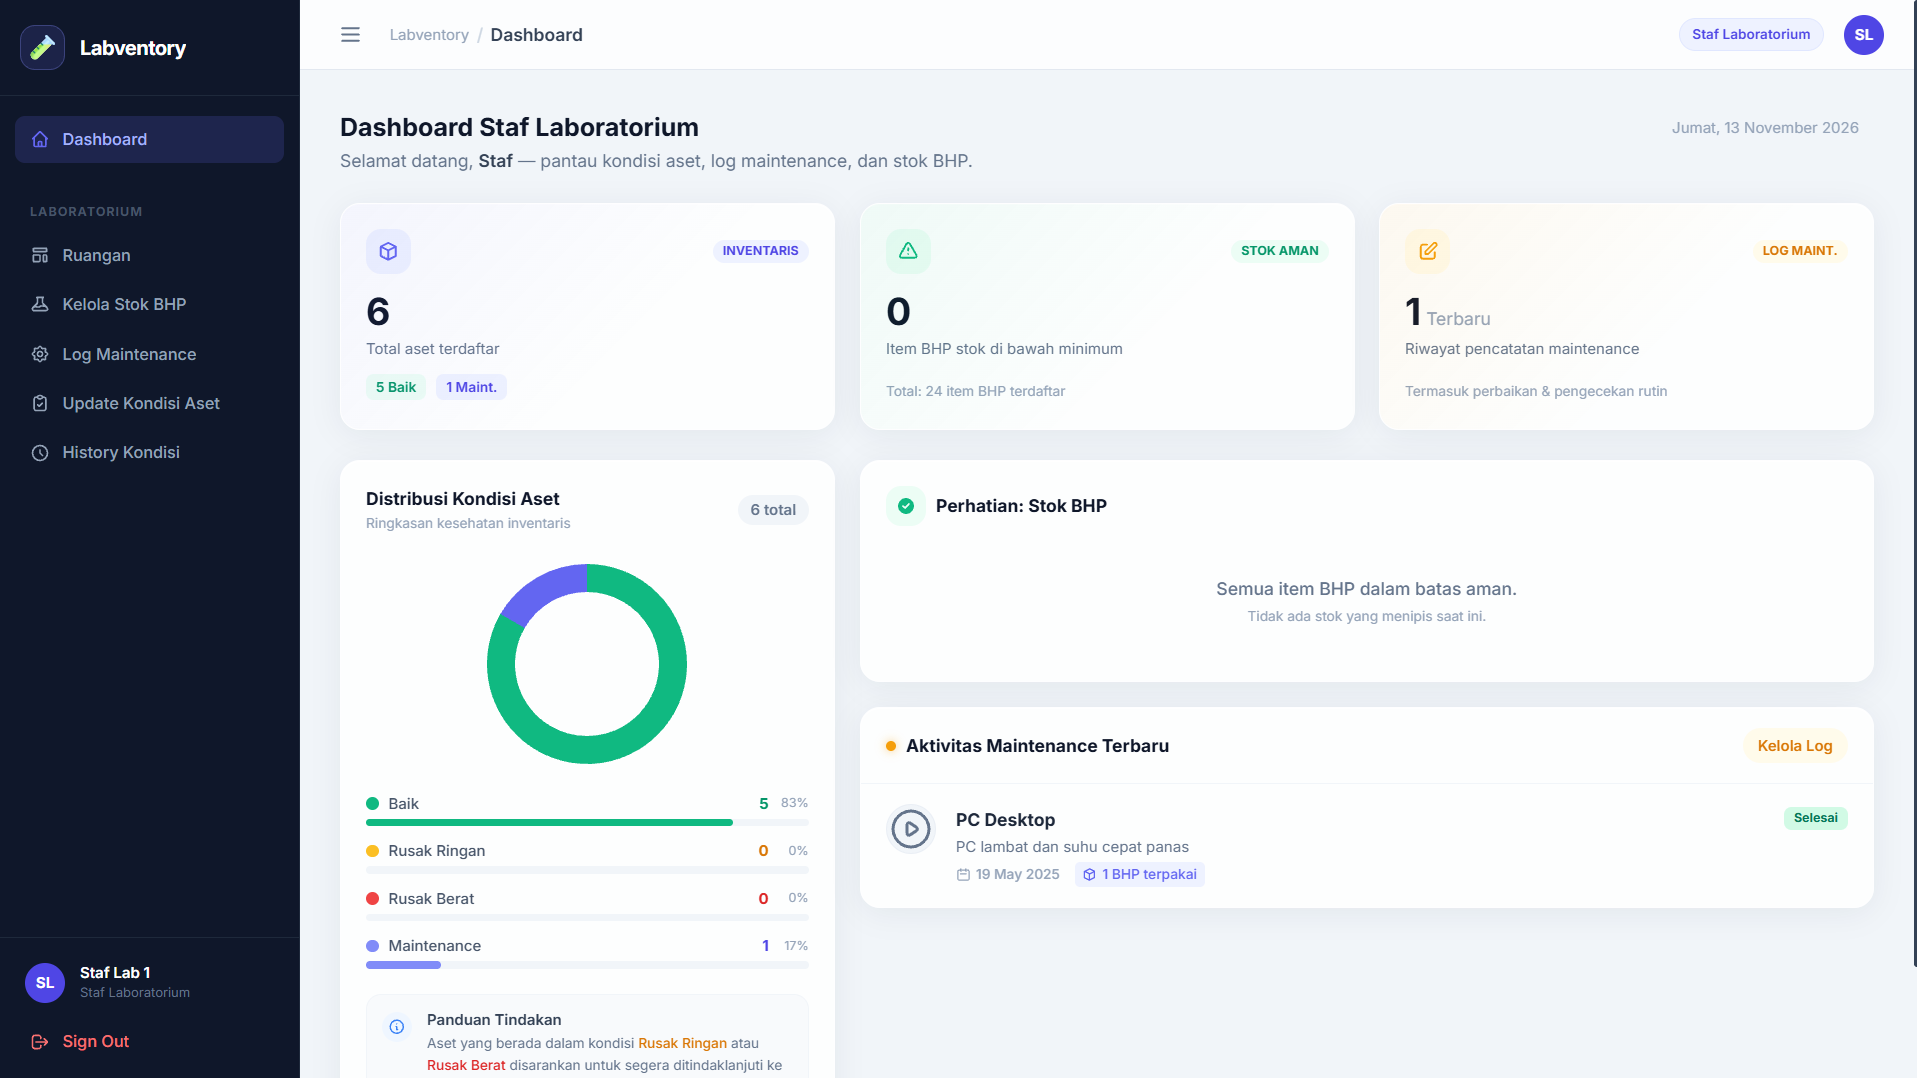 Labventory
Dashboard
LABORATORIUM
Ruangan
Kelola Stok BHP
Log Maintenance
Update Kondisi Aset
History Kondisi
SL
Staf Lab 1
Staf Laboratorium
Sign Out
Labventory / Dashboard
Staf Laboratorium
SL
Dashboard Staf Laboratorium
Selamat datang, Staf — pantau kondisi aset, log maintenance, dan stok BHP.
Jumat, 13 November 2026
INVENTARIS
6
Total aset terdaftar
5 Baik
1 Maint.
STOK AMAN
0
Item BHP stok di bawah minimum
Total: 24 item BHP terdaftar
LOG MAINT.
1 Terbaru
Riwayat pencatatan maintenance
Termasuk perbaikan & pengecekan rutin
Distribusi Kondisi Aset
Ringkasan kesehatan inventaris
6 total
Baik 5 83%
Rusak Ringan 0 0%
Rusak Berat 0 0%
Maintenance 1 17%
Panduan Tindakan
Aset yang berada dalam kondisi Rusak Ringan atau
Rusak Berat disarankan untuk segera ditindaklanjuti ke
Perhatian: Stok BHP
Semua item BHP dalam batas aman.
Tidak ada stok yang menipis saat ini.
Aktivitas Maintenance Terbaru
Kelola Log
PC Desktop
Selesai
PC lambat dan suhu cepat panas
19 May 2025
1 BHP terpakai